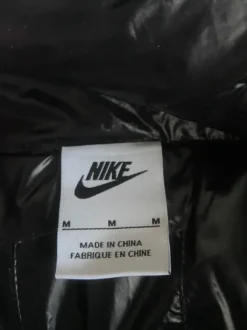 NIKE
M M M
MADE IN CHINA
FABRIQUE EN CHINE